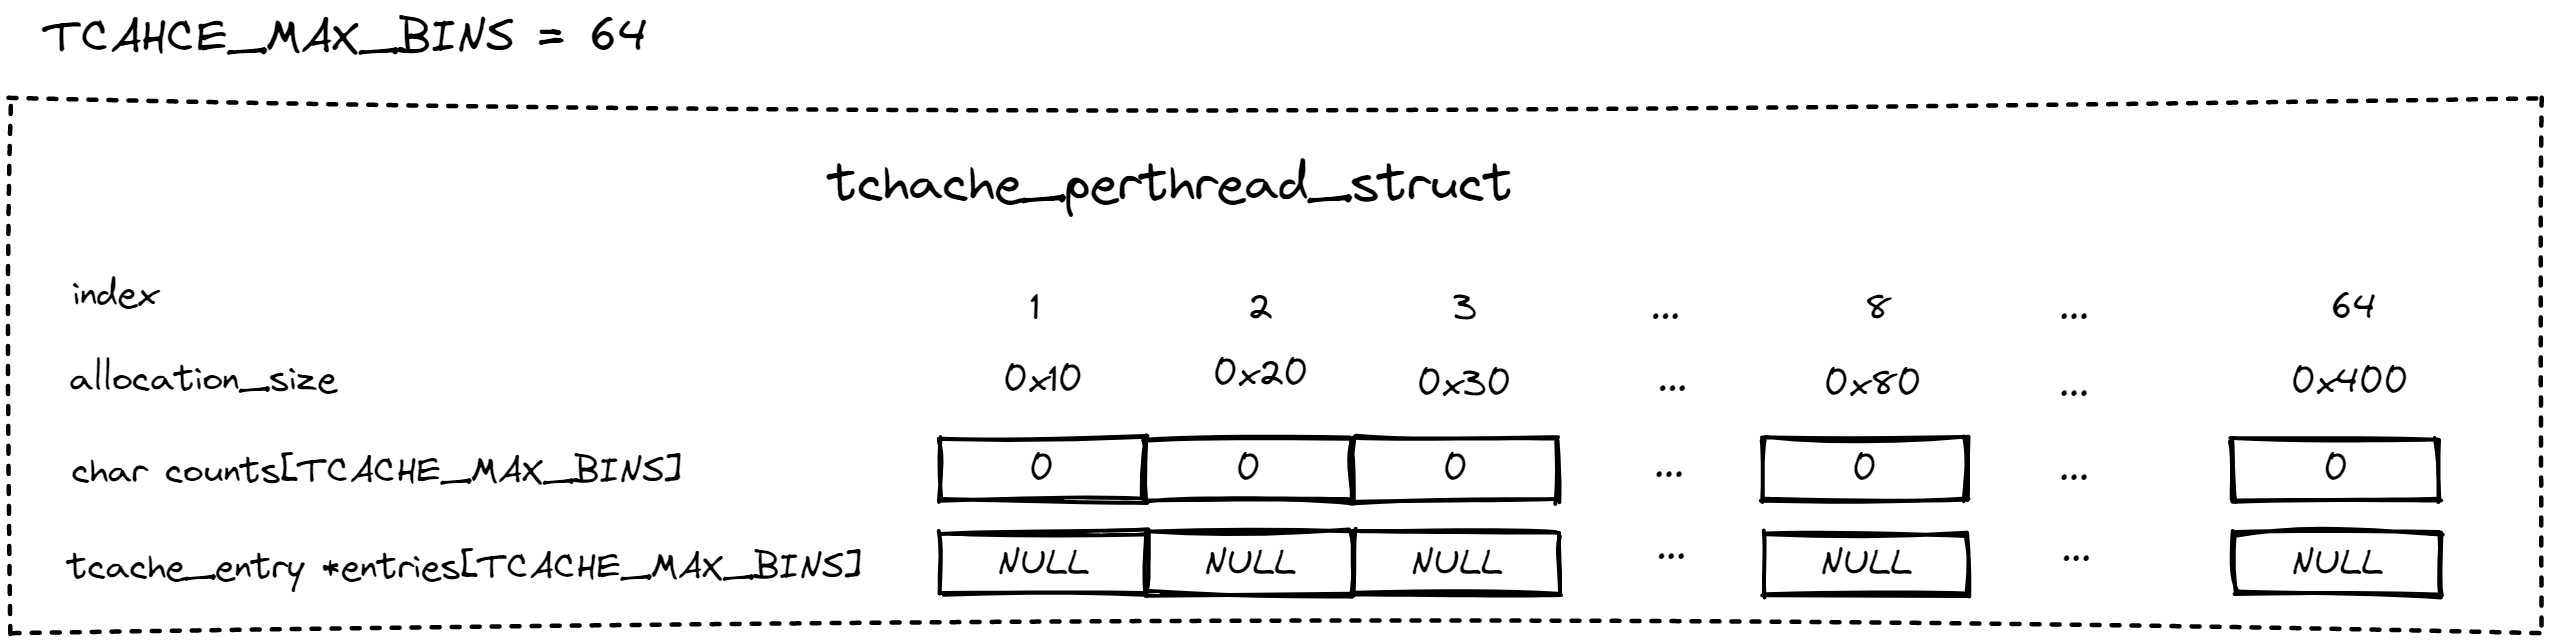 TCAHCE_MAX_BINS = 64
tchache_perthread_struct
index 1 2 3 ... 8 ... 64
allocation_size 0x10 0x20 0x30 ... 0x80 ... 0x400
char counts[TCACHE_MAX_BINS] 0 0 0 ... 0 ... 0
tcache_entry *entries[TCACHE_MAX_BINS] NULL NULL NULL ... NULL ... NULL